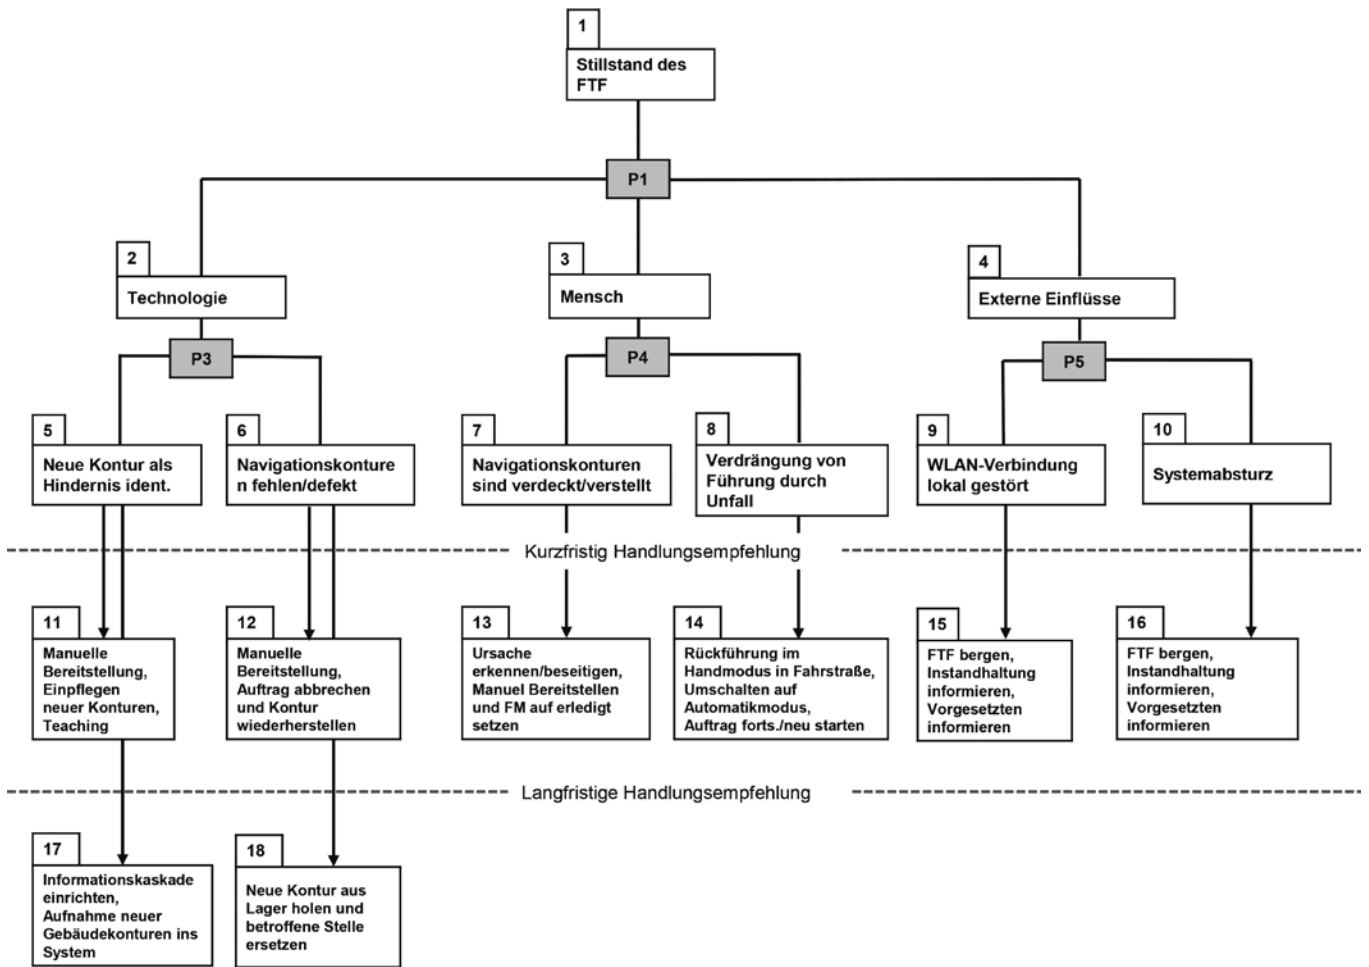 1
Stillstand des
FTF
P1
2
Technologie
3
Mensch
4
Externe Einflüsse
P3
P4
P5
5
Neue Kontur als
Hindernis ident.
6
Navigationskonture
n fehlen/defekt
7
Navigationskonturen
sind verdeckt/verstellt
8
Verdrängung von
Führung durch
Unfall
9
WLAN-Verbindung
lokal gestört
10
Systemabsturz
Kurzfristig Handlungsempfehlung
11
Manuelle
Bereitstellung,
Einpflegen
neuer Konturen,
Teaching
12
Manuelle
Bereitstellung,
Auftrag abbrechen
und Kontur
wiederherstellen
13
Ursache
erkennen/beseitigen,
Manuel Bereitstellen
und FM auf erledigt
setzen
14
Rückführung im
Handmodus in Fahrstraße,
Umschalten auf
Automatikmodus,
Auftrag forts./neu starten
15
FTF bergen,
Instandhaltung
informieren,
Vorgesetzten
informieren
16
FTF bergen,
Instandhaltung
informieren,
Vorgesetzten
informieren
Langfristige Handlungsempfehlung
17
Informationskaskade
einrichten,
Aufnahme neuer
Gebäudekonturen ins
System
18
Neue Kontur aus
Lager holen und
betroffene Stelle
ersetzen